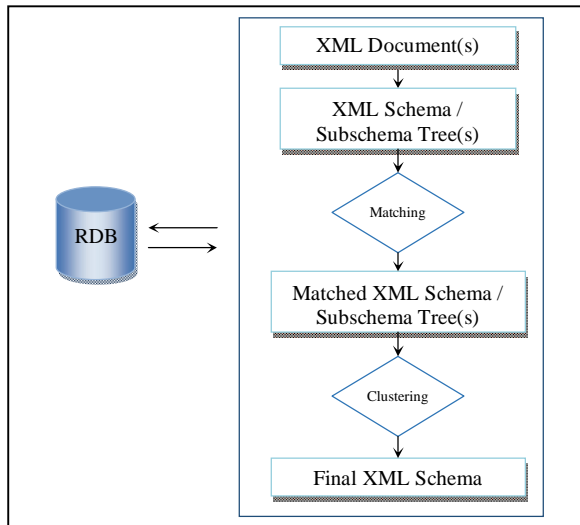 XML Document(s)
XML Schema /
Subschema Tree(s)
Matching
RDB
Matched XML Schema /
Subschema Tree(s)
Clustering
Final XML Schema